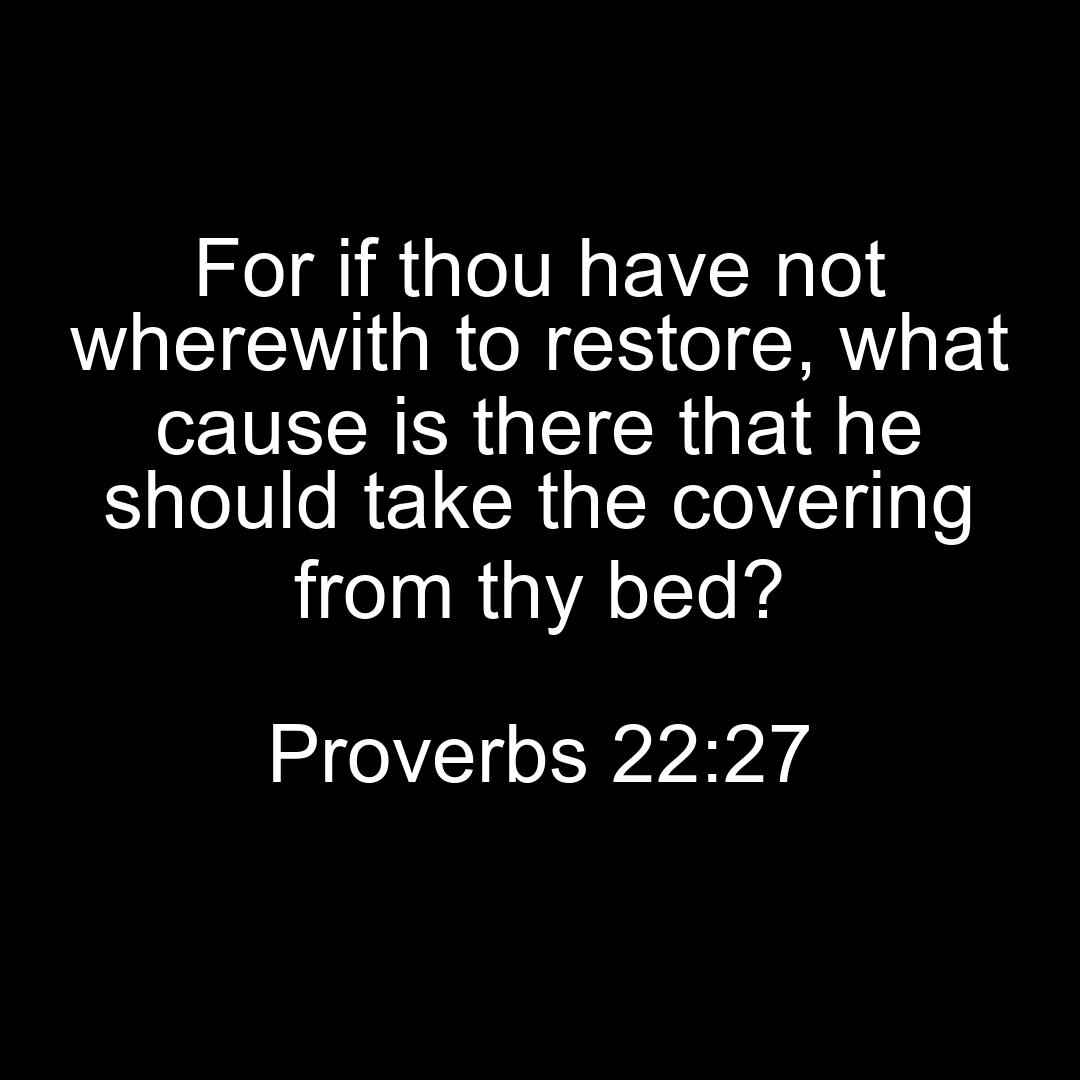 For if thou have not
wherewith to restore, what
cause is there that he
should take the covering
from thy bed?
Proverbs 22:27